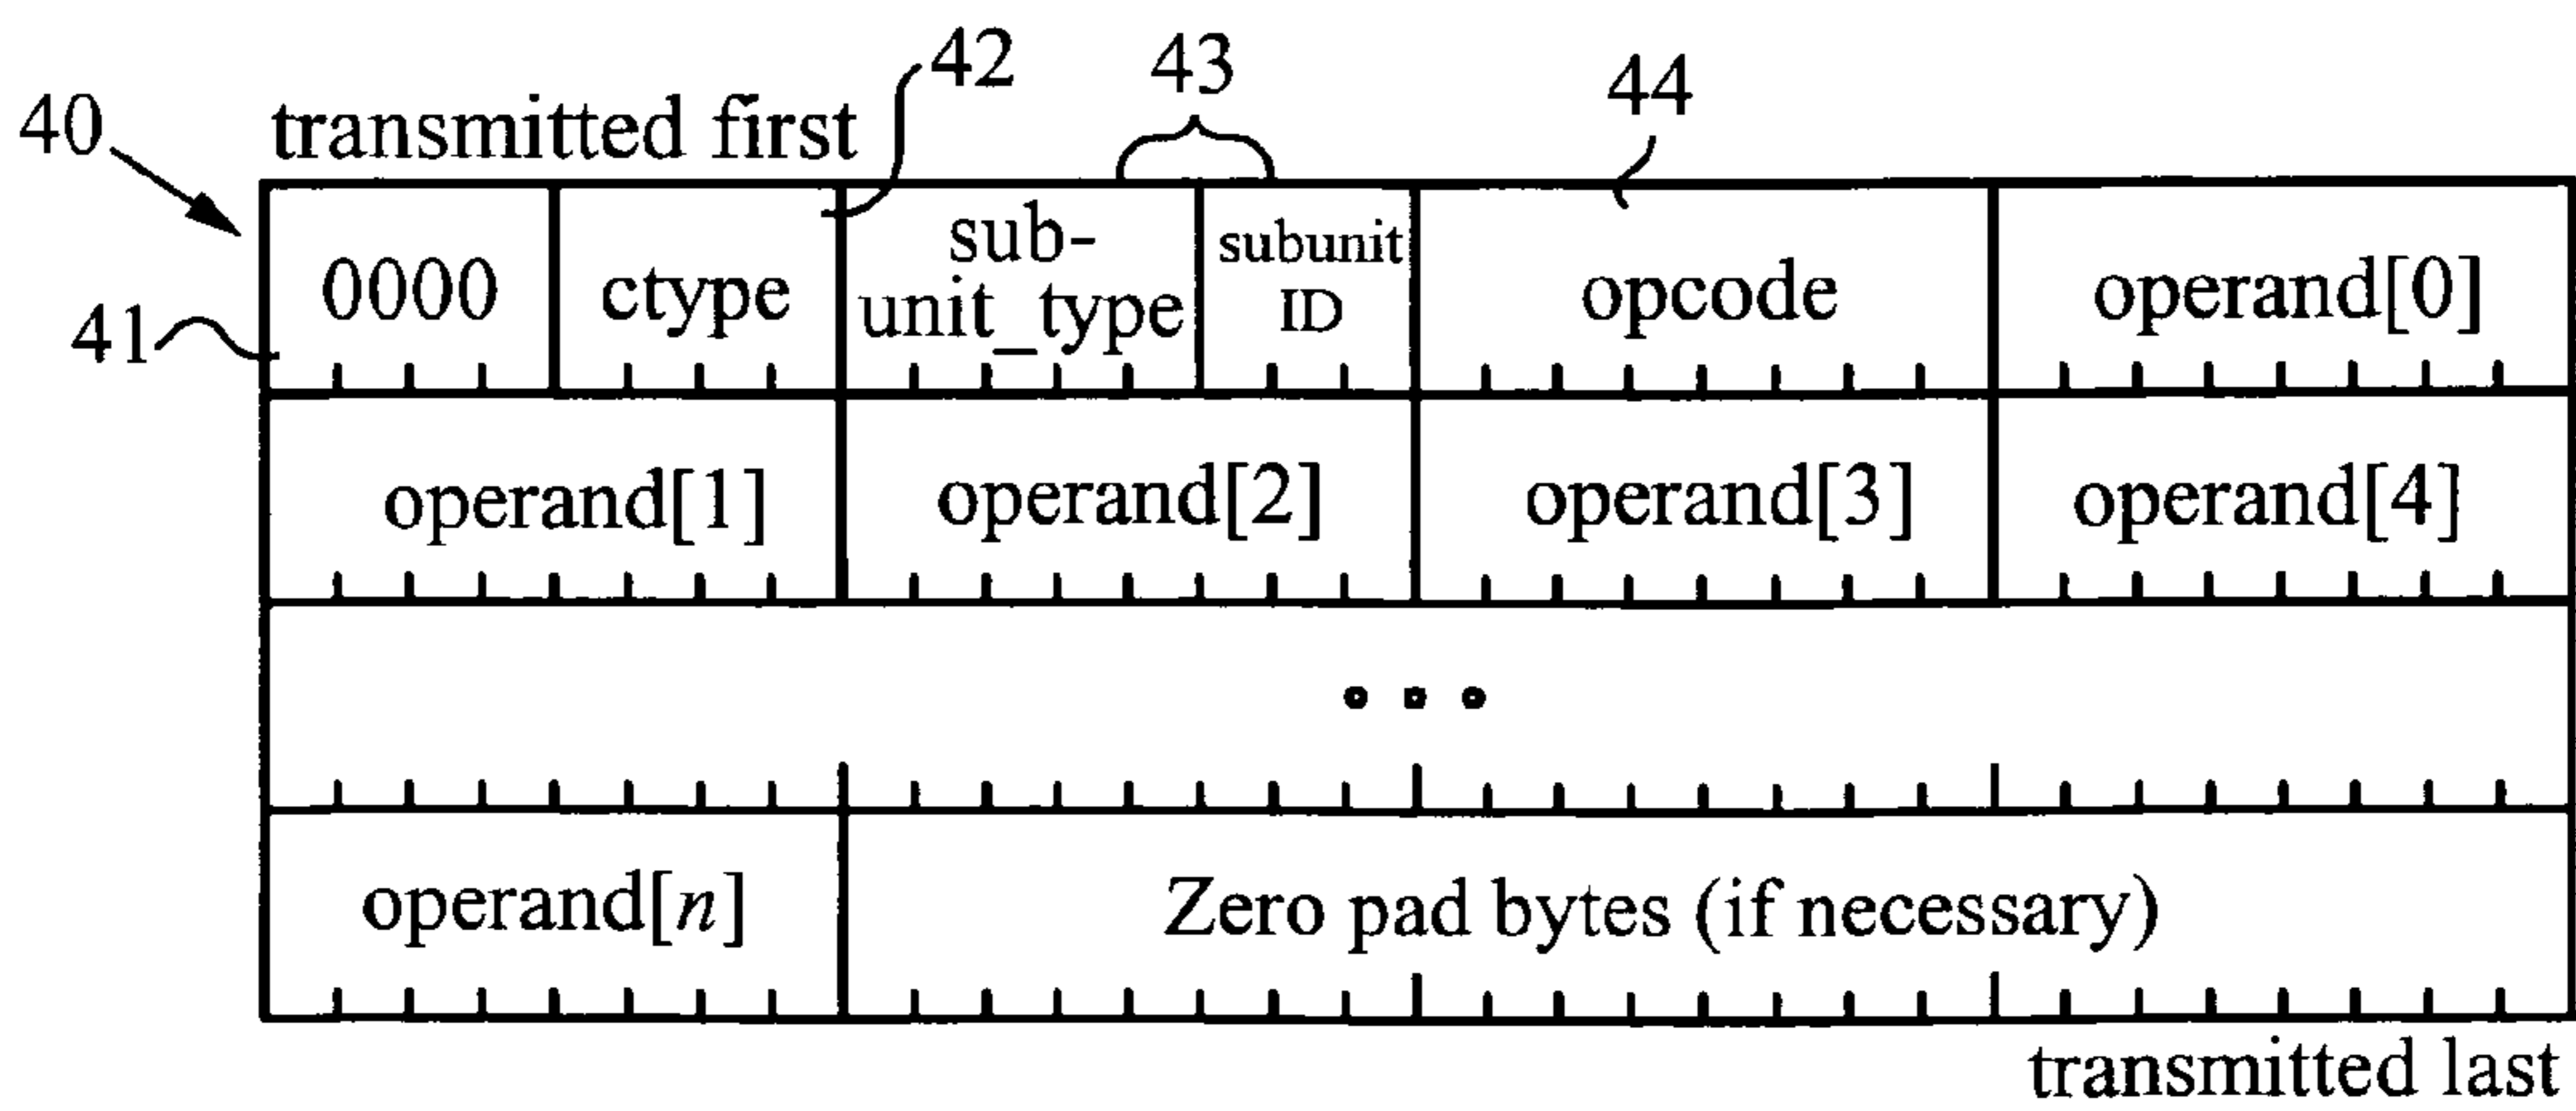 40
42
43
44
transmitted first
0000 ctype sub-
unit_type subunit
ID opcode operand[0]
41
operand[1] operand[2] operand[3] operand[4]
operand[n] Zero pad bytes (if necessary)
transmitted last